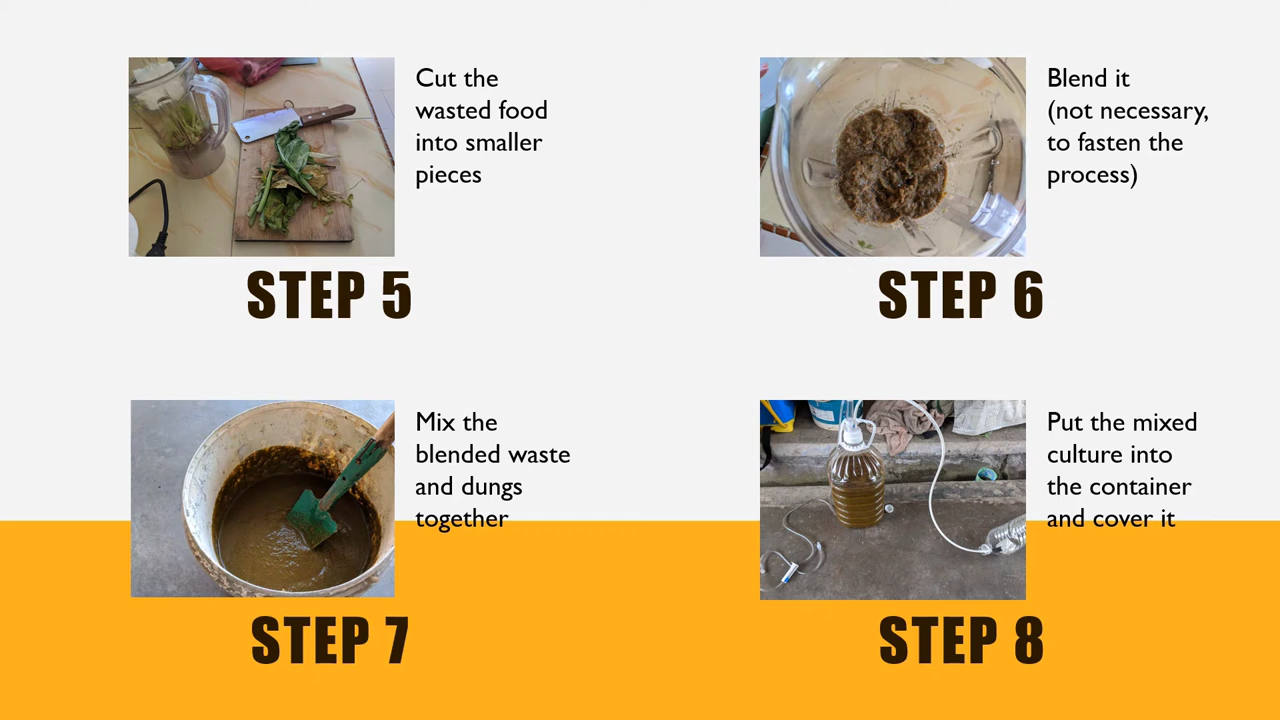 Cut the
wasted food
into smaller
pieces
STEP 5
Blend it
(not necessary,
to fasten the
process)
STEP 6
Mix the
blended waste
and dungs
together
STEP 7
Put the mixed
culture into
the container
and cover it
STEP 8